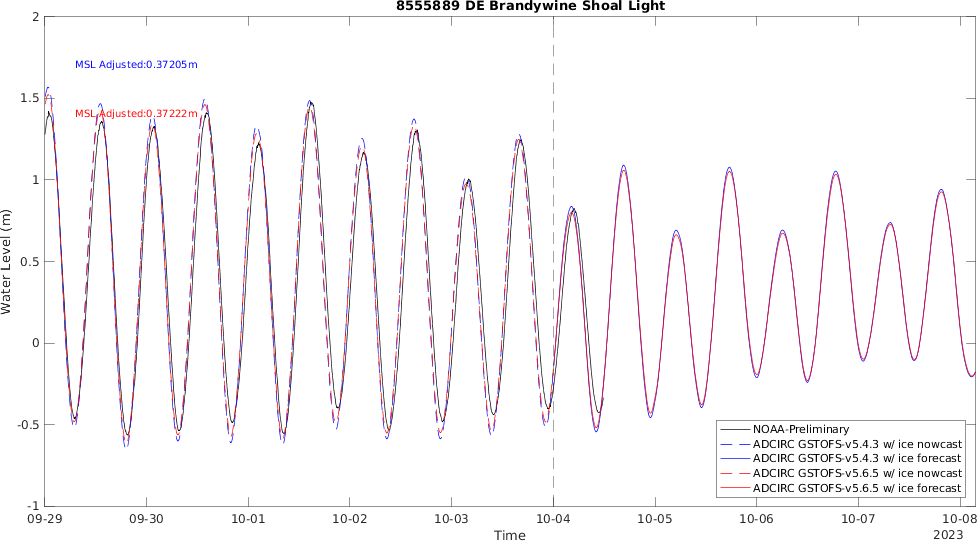 8555889 DE Brandywine Shoal Light
2
1.5
1
0.5
0
-0.5
-1
Water Level (m)
MSL Adjusted:0.37205m
MSL Adjusted:0.37222m
NOAA-Preliminary
ADCIRC GSTOFS-v5.4.3 w/ ice nowcast
ADCIRC GSTOFS-v5.4.3 w/ ice forecast
ADCIRC GSTOFS-v5.6.5 w/ ice nowcast
ADCIRC GSTOFS-v5.6.5 w/ ice forecast
09-29 09-30 10-01 10-02 10-03 10-04 10-05 10-06 10-07 10-08
Time
2023